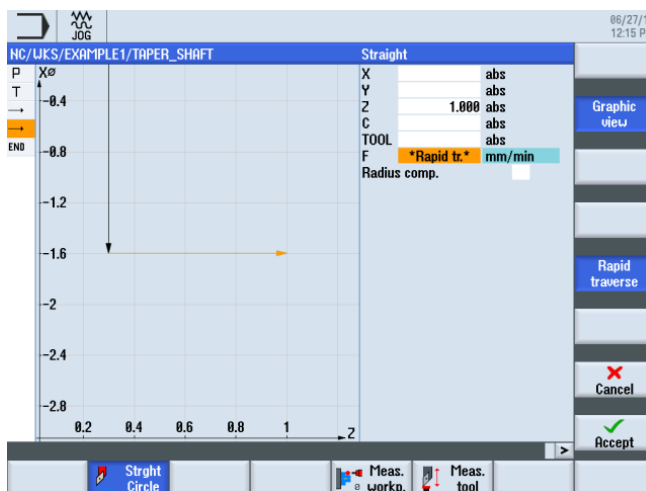 JOG
06/27/1
12:15 P
NC/WKS/EXAMPLE1/TAPER_SHAFT
Straight
P
T
END
XØ
-0.4
-0.8
-1.2
-1.6
-2
-2.4
-2.8
0.2 0.4 0.6 0.8 1 Z
X abs
Y abs
Z 1.000 abs
C abs
TOOL abs
F *Rapid tr.* mm/min
Radius comp.
Graphic
view
Rapid
traverse
Cancel
Accept
>
Strght
Circle
Meas.
workp.
Meas.
tool